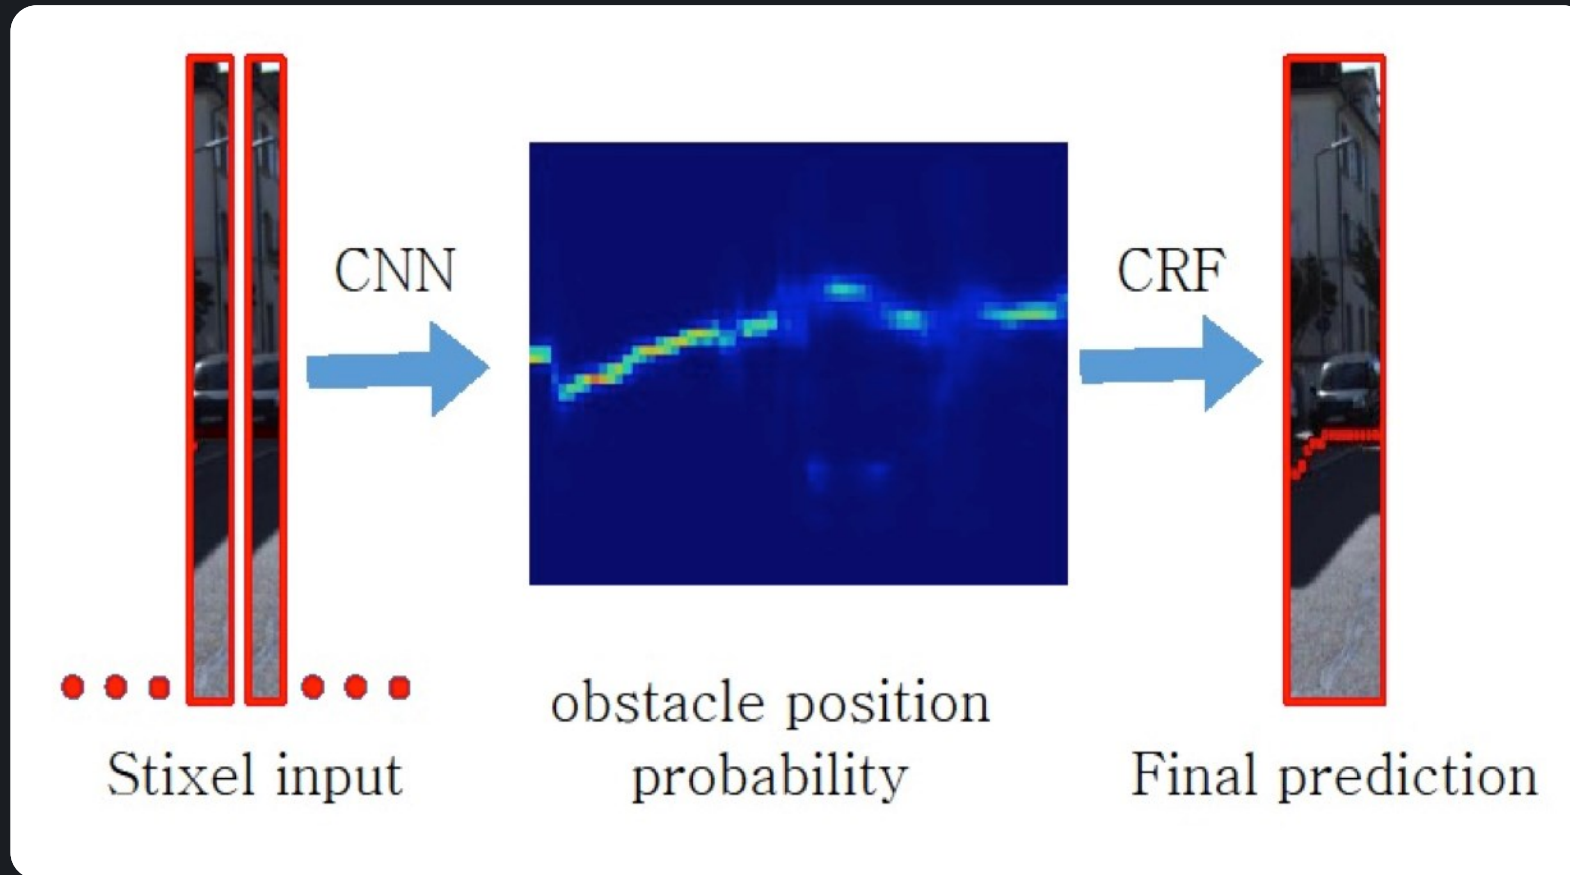 CNN
CRF
Stixel input
obstacle position
probability
Final prediction